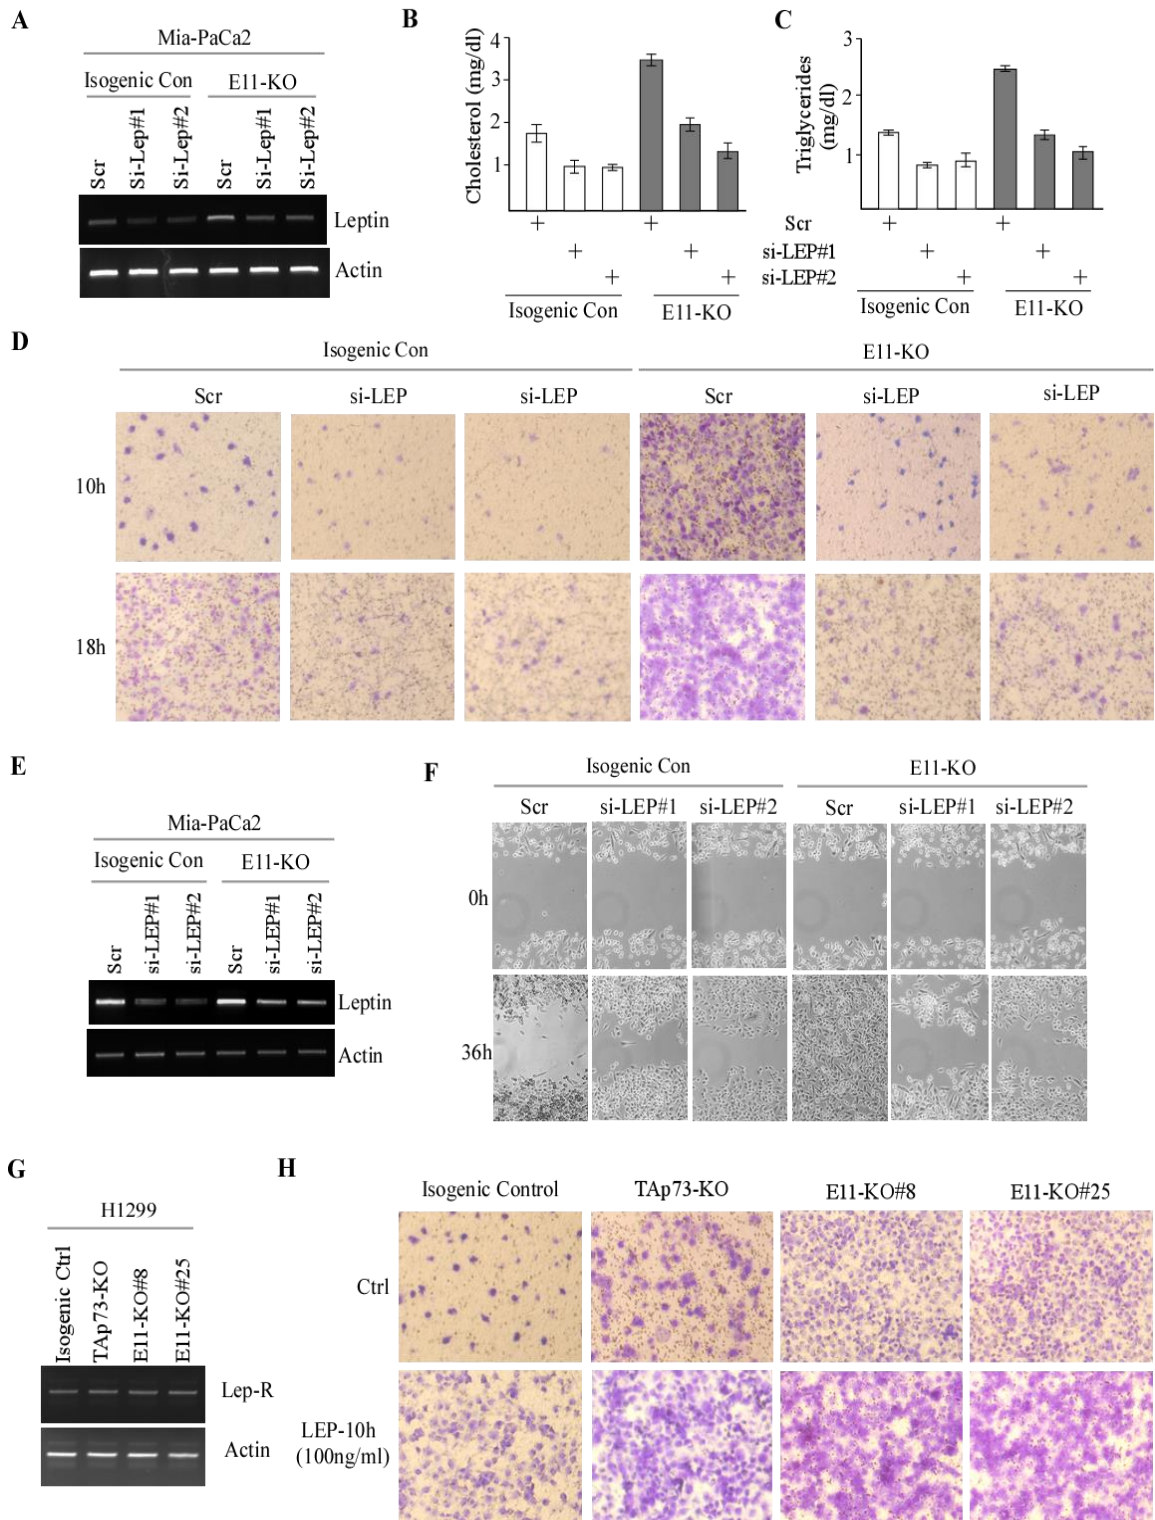 A
Mia-PaCa2
Isogenic Con
E11-KO
Scr
Si-Lep#1
Si-Lep#2
Scr
Si-Lep#1
Si-Lep#2
Leptin
Actin
B
Cholesterol (mg/dl)
4
3
2
1
Isogenic Con
E11-KO
C
Triglycerides
(mg/dl)
3
2
1
Scr
si-LEP#1
si-LEP#2
+ + + +
+ + + +
+ + + +
Isogenic Con
E11-KO
D
Isogenic Con
E11-KO
Scr
si-LEP
si-LEP
Scr
si-LEP
si-LEP
10h
18h
E
Mia-PaCa2
Isogenic Con
E11-KO
Scr
si-LEP#1
si-LEP#2
Scr
si-LEP#1
si-LEP#2
Leptin
Actin
F
Isogenic Con
E11-KO
Scr
si-LEP#1
si-LEP#2
Scr
si-LEP#1
si-LEP#2
0h
36h
G
H1299
Isogenic Ctrl
TAp73-KO
E11-KO#8
E11-KO#25
Lep-R
Actin
H
Isogenic Control
TAp73-KO
E11-KO#8
E11-KO#25
Ctrl
LEP-10h
(100ng/ml)